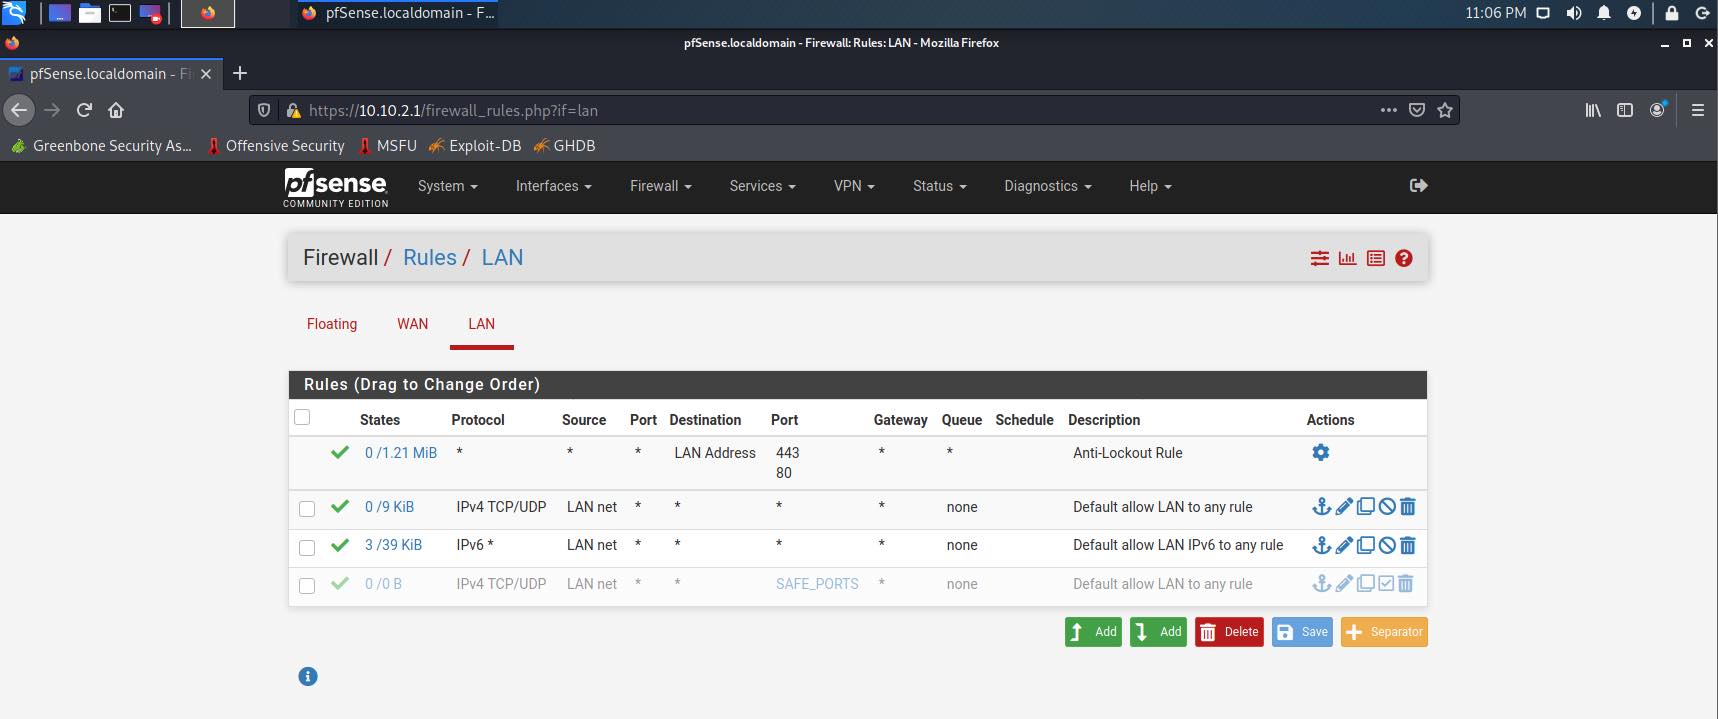 pfSense.localdomain - F...
11:06 PM
pfSense.localdomain - Firewall: Rules: LAN - Mozilla Firefox
pfSense.localdomain - Fi
https://10.10.2.1/firewall_rules.php?if=lan
Greenbone Security As... Offensive Security MSFU Exploit-DB GHDB
pfsense
COMMUNITY EDITION
System Interfaces Firewall Services VPN Status Diagnostics Help
Firewall / Rules / LAN
Floating WAN LAN
Rules (Drag to Change Order)
States Protocol Source Port Destination Port Gateway Queue Schedule Description Actions
0 /1.21 MiB * * * LAN Address 443 * * Anti-Lockout Rule
80
0 /9 KiB IPv4 TCP/UDP LAN net * * * * none Default allow LAN to any rule
3 /39 KiB IPv6 * LAN net * * * * none Default allow LAN IPv6 to any rule
0 /0 B IPv4 TCP/UDP LAN net * * SAFE_PORTS * none Default allow LAN to any rule
Add Add Delete Save Separator